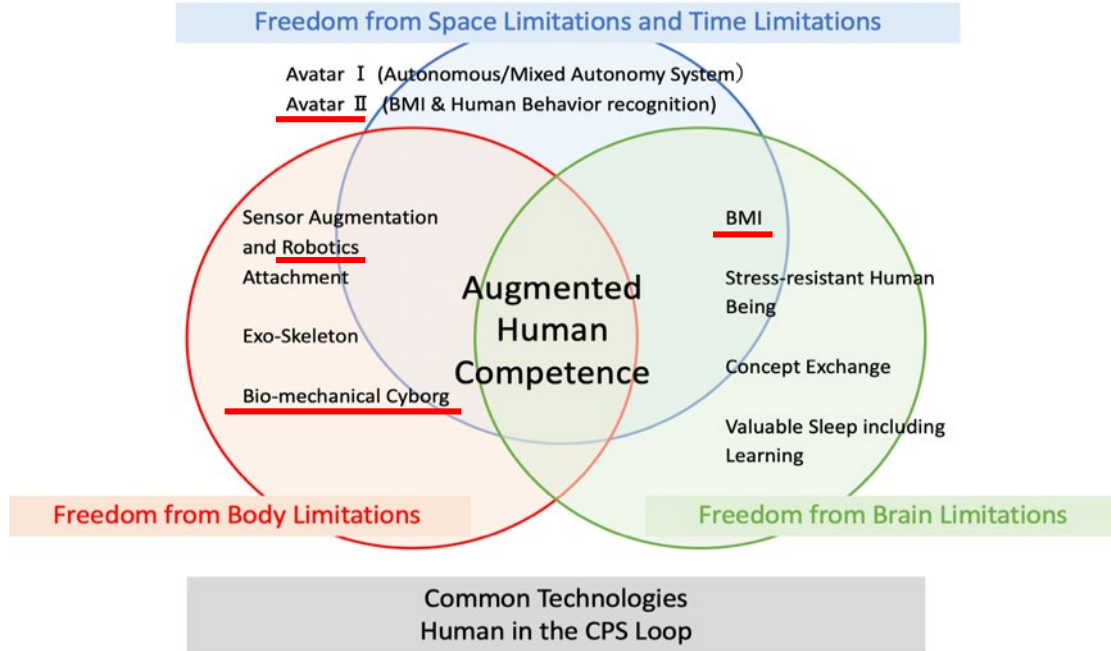 Freedom from Space Limitations and Time Limitations
Avatar Ⅰ (Autonomous/Mixed Autonomy System）
Avatar Ⅱ (BMI & Human Behavior recognition)
Sensor Augmentation
and Robotics
Attachment
Exo-Skeleton
Bio-mechanical Cyborg
Augmented
Human
Competence
BMI
Stress-resistant Human
Being
Concept Exchange
Valuable Sleep including
Learning
Freedom from Body Limitations
Freedom from Brain Limitations
Common Technologies
Human in the CPS Loop